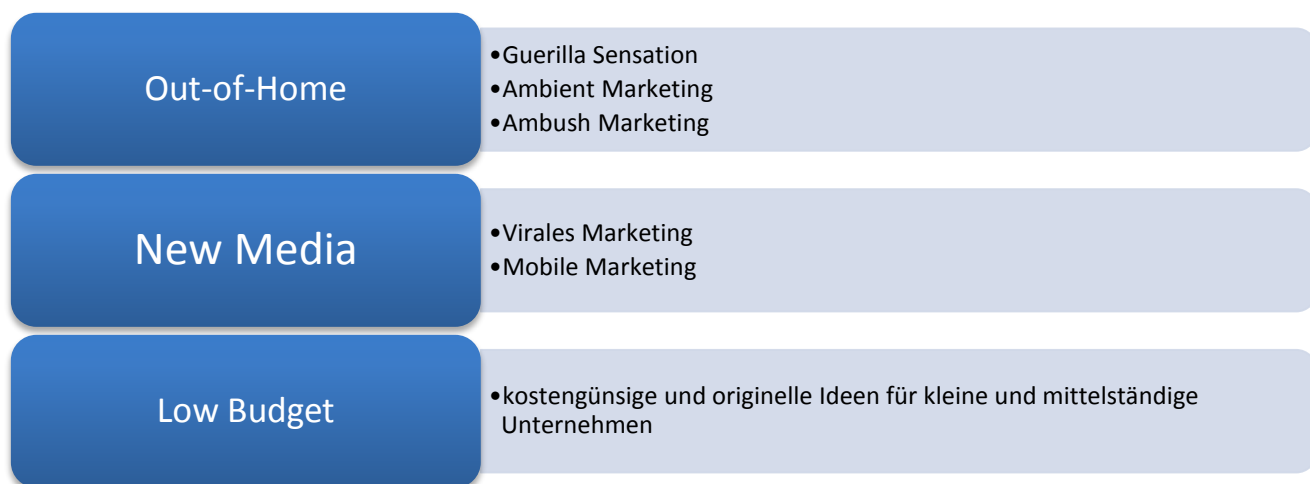 Out-of-Home
•Guerilla Sensation
•Ambient Marketing
•Ambush Marketing
New Media
•Virales Marketing
•Mobile Marketing
Low Budget
•kostengünsige und originelle Ideen für kleine und mittelständige
Unternehmen